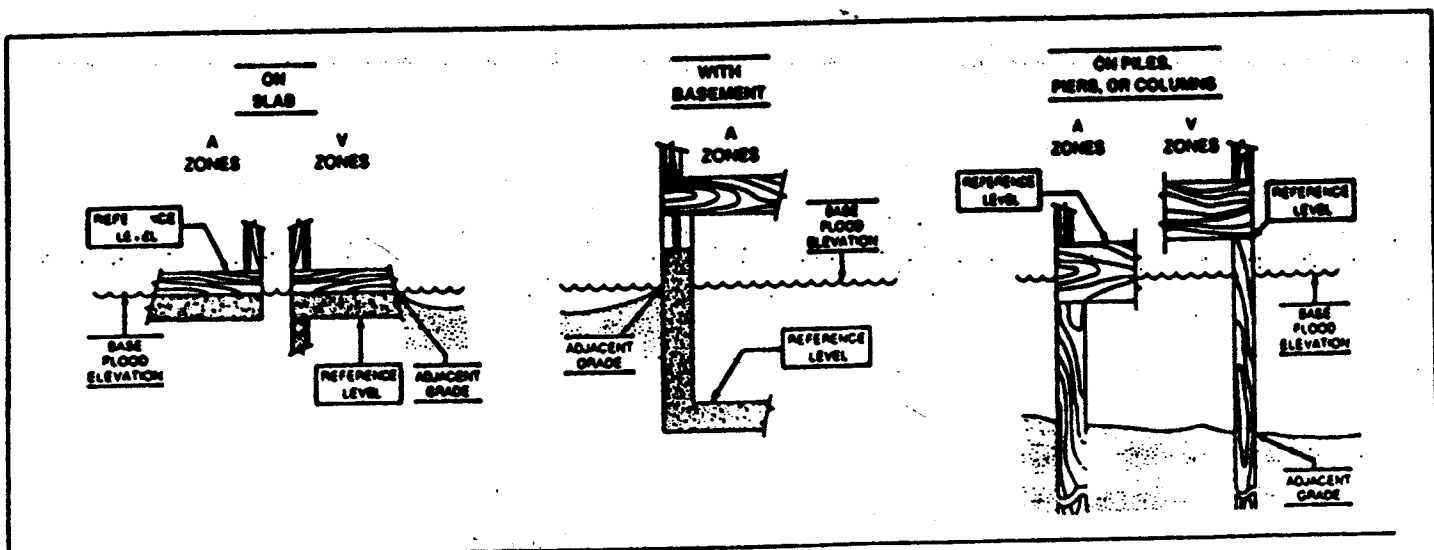 ON
SLAB
A
ZONES
V
ZONES
LEVEL
BASE
FLOOD
ELEVATION
REFERENCE
LEVEL
ADJACENT
GRADE
WITH
BASEMENT
A
ZONES
BASE
FLOOD
ELEVATION
ADJACENT
GRADE
REFERENCE
LEVEL
ON PILES,
PIERS, OR COLUMNS
A
ZONES
V
ZONES
REFERENCE
LEVEL
REFERENCE
LEVEL
BASE
FLOOD
ELEVATION
ADJACENT
GRADE